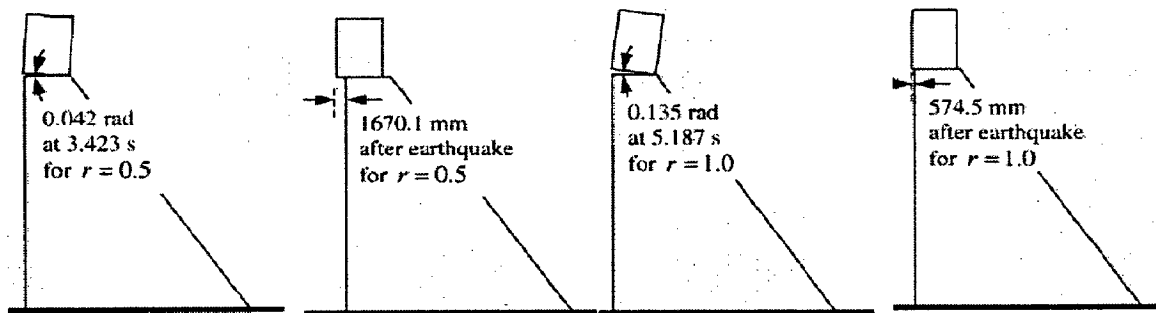 0.042 rad
at 3.423 s
for r = 0.5
1670.1 mm
after earthquake
for r = 0.5
0.135 rad
at 5.187 s
for r = 1.0
574.5 mm
after earthquake
for r = 1.0